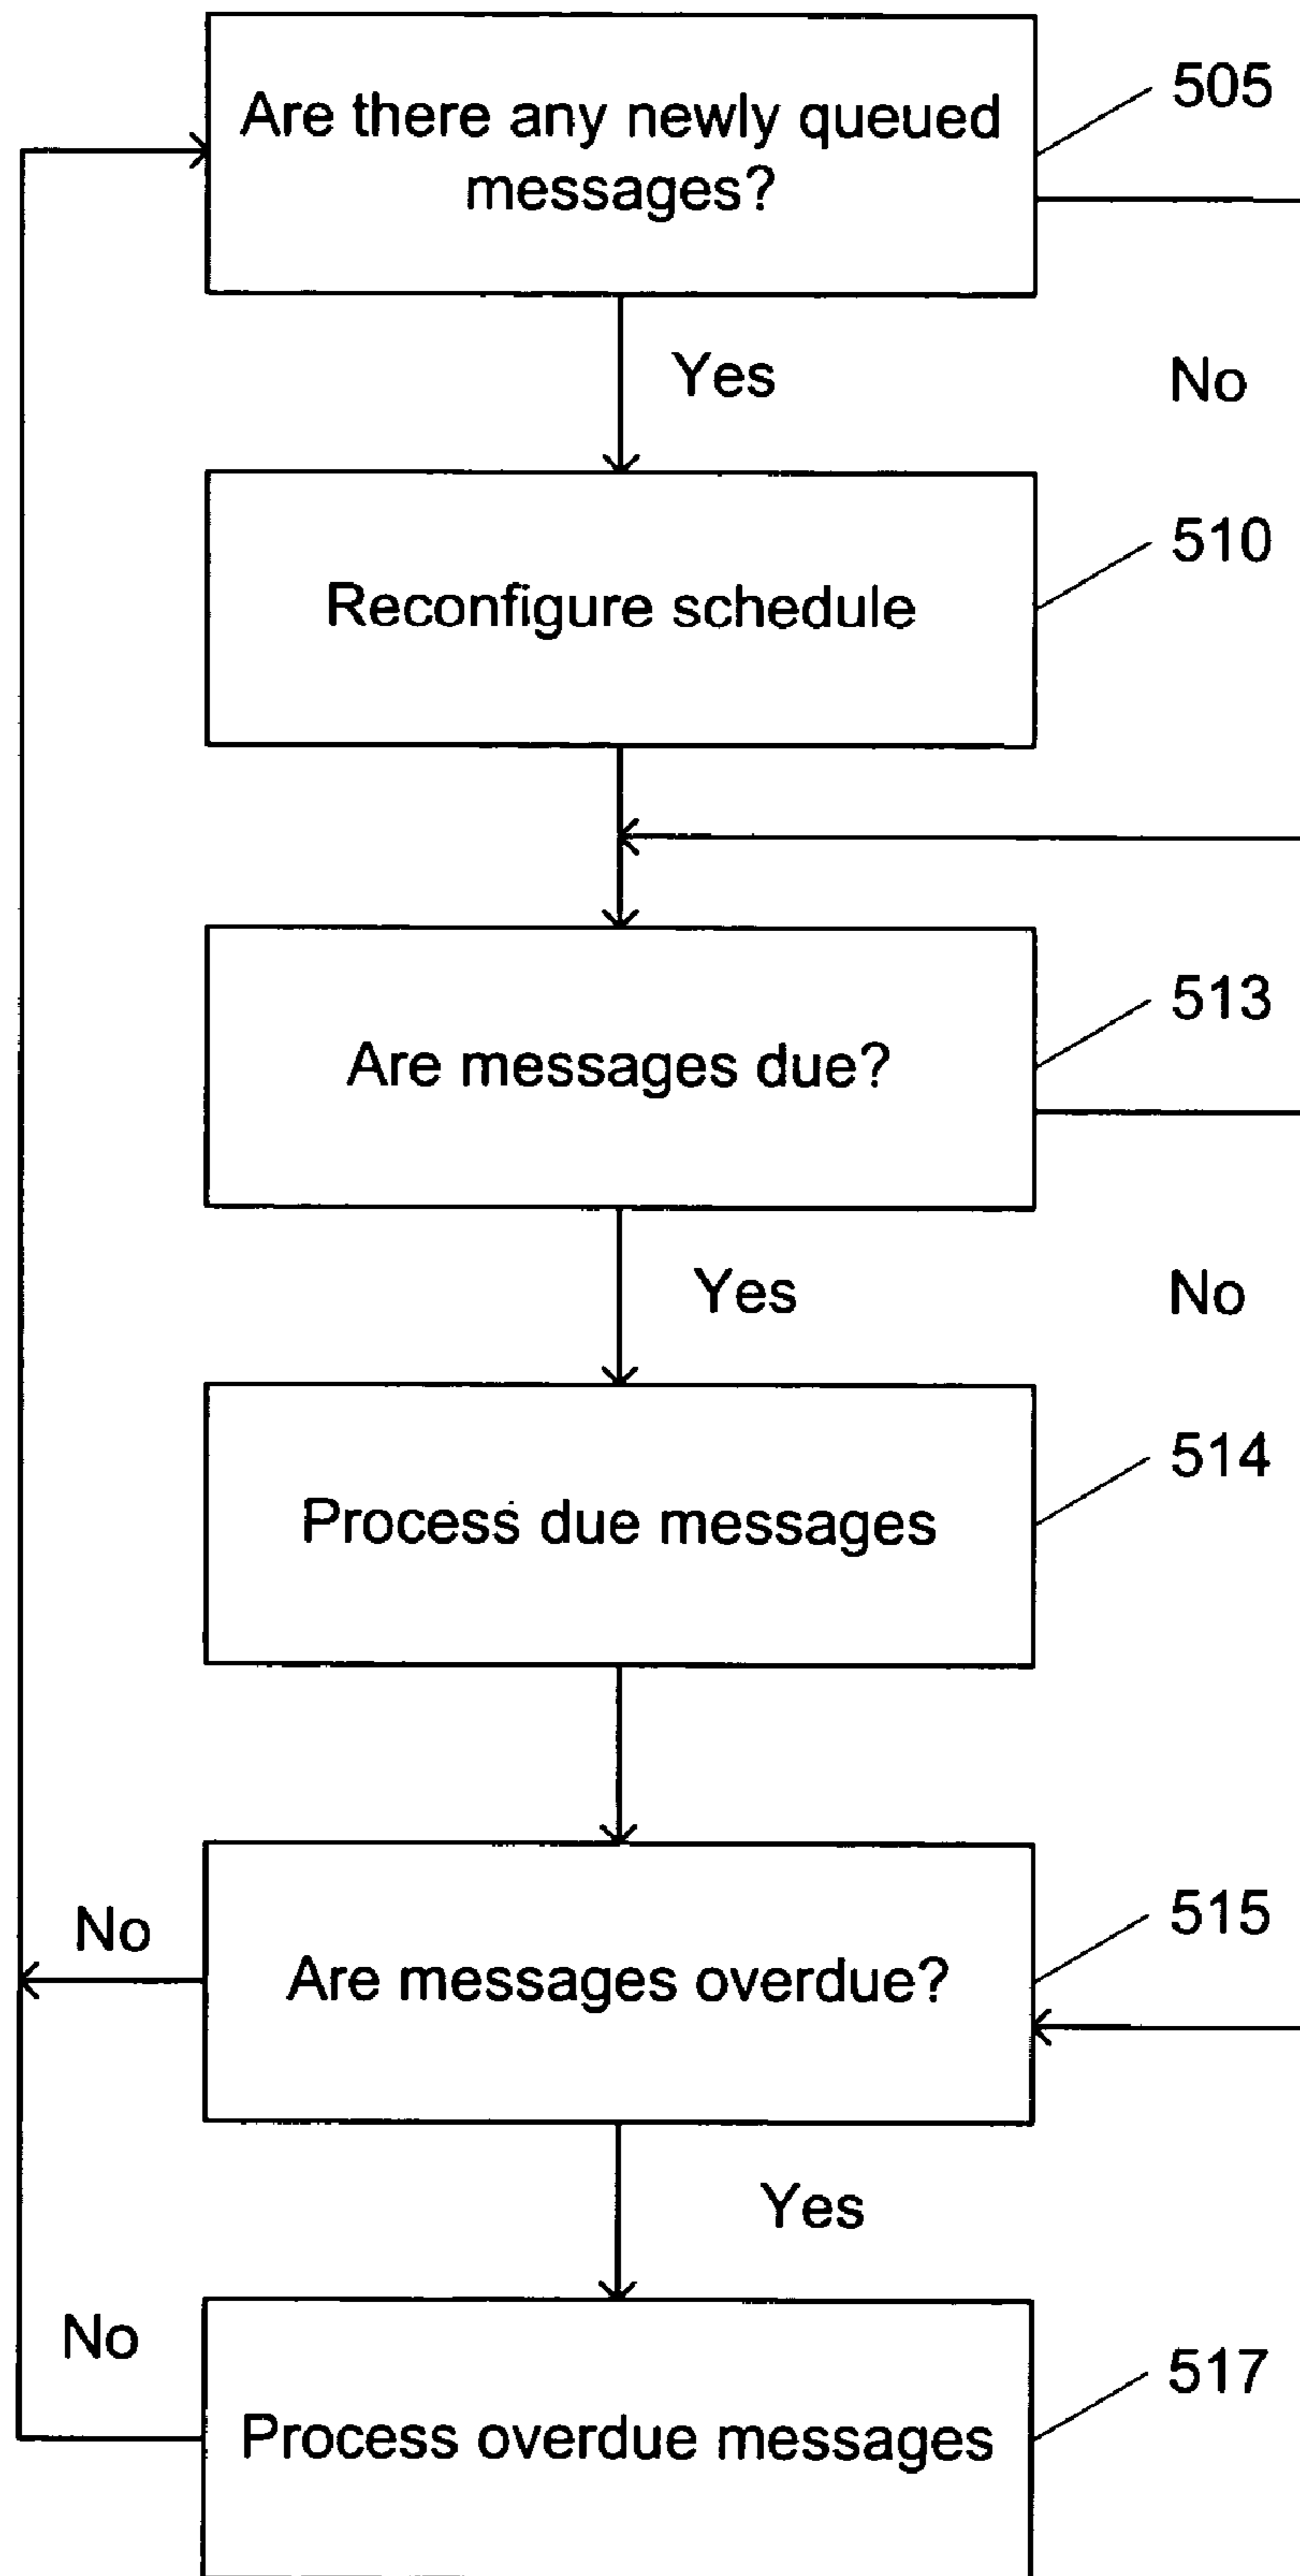 Are there any newly queued
messages?
505
Yes
No
Reconfigure schedule
510
Are messages due?
513
Yes
No
Process due messages
514
Are messages overdue?
515
No
Yes
No
Process overdue messages
517